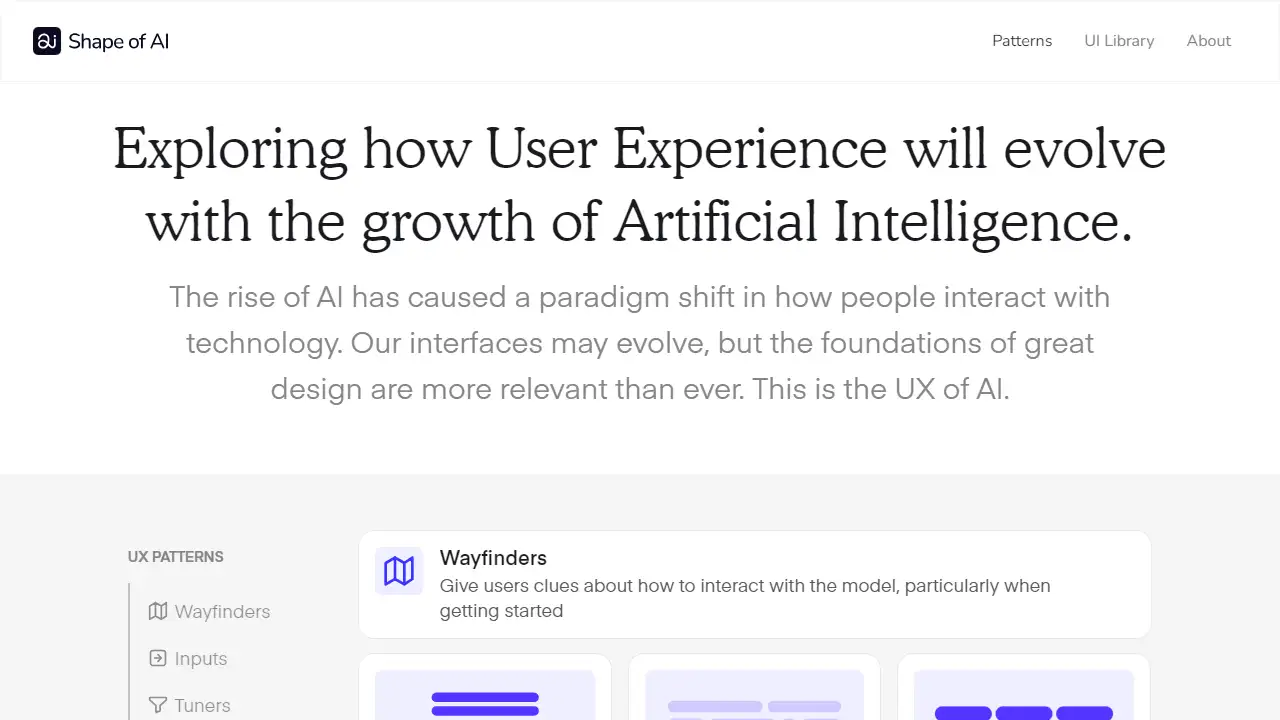 Shape of AI
Patterns
UI Library
About
Exploring how User Experience will evolve
with the growth of Artificial Intelligence.
The rise of AI has caused a paradigm shift in how people interact with
technology. Our interfaces may evolve, but the foundations of great
design are more relevant than ever. This is the UX of AI.
UX PATTERNS
Wayfinders
Inputs
Tuners
Wayfinders
Give users clues about how to interact with the model, particularly when
getting started